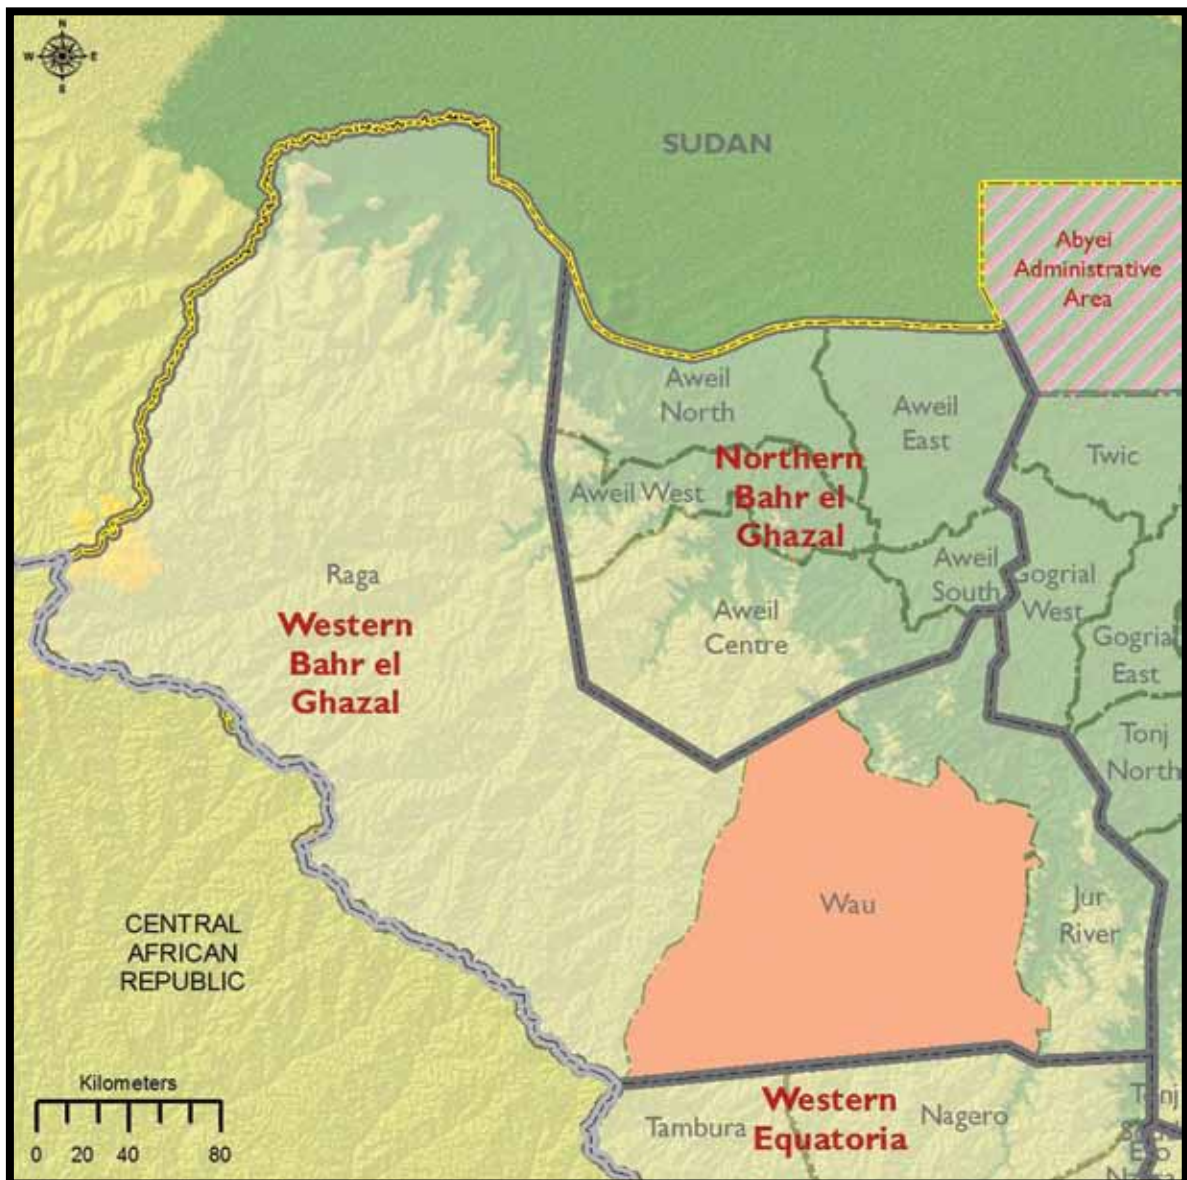 N
W E
S
SUDAN
Abyei
Administrative
Area
Aweil
North
Aweil
East
Twic
Northern
Bahr el
Ghazal
Aweil West
Aweil
South
Gogrial
West
Raga
Western
Bahr el
Ghazal
Aweil
Centre
Gogrial
East
Tonj
North
Wau
Jur
River
CENTRAL
AFRICAN
REPUBLIC
Kilometers
0 20 40 80
Western
Equatoria
Tambura
Nagero